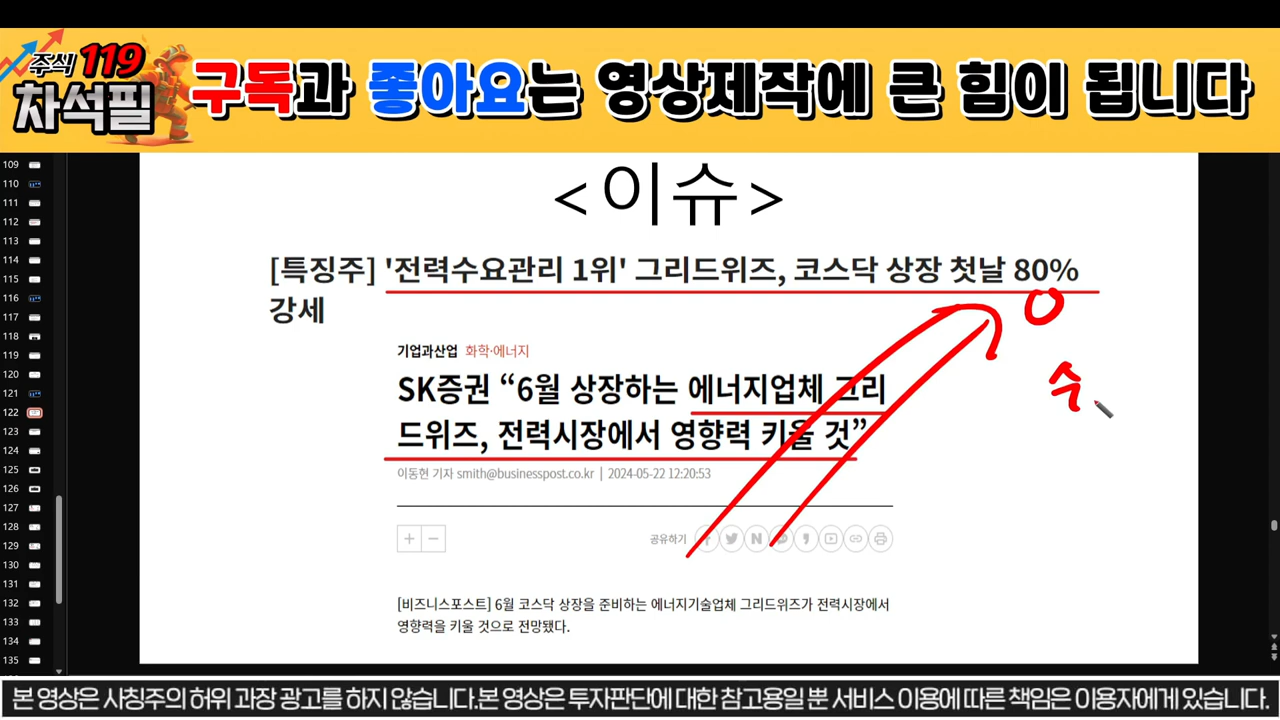 주식 119
차석필
구독과 좋아요는 영상제작에 큰 힘이 됩니다
109
110
111
112
113
114
115
116
117
118
119
120
121
122
123
124
125
126
127
128
129
130
131
132
133
134
135
<이슈>
[특징주] '전력수요관리 1위' 그리드위즈, 코스닥 상장 첫날 80%
강세
기업과산업 화학·에너지
SK증권 “6월 상장하는 에너지업체 그리
드위즈, 전력시장에서 영향력 키울 것”
이동현 기자 smith@businesspost.co.kr | 2024-05-22 12:20:53
공유하기
[비즈니스포스트] 6월 코스닥 상장을 준비하는 에너지기술업체 그리드위즈가 전력시장에서
영향력을 키울 것으로 전망됐다.
본 영상은 사칭주의 허위 과장 광고를 하지 않습니다.본 영상은 투자판단에 대한 참고용일 뿐 서비스 이용에 따른 책임은 이용자에게 있습니다.